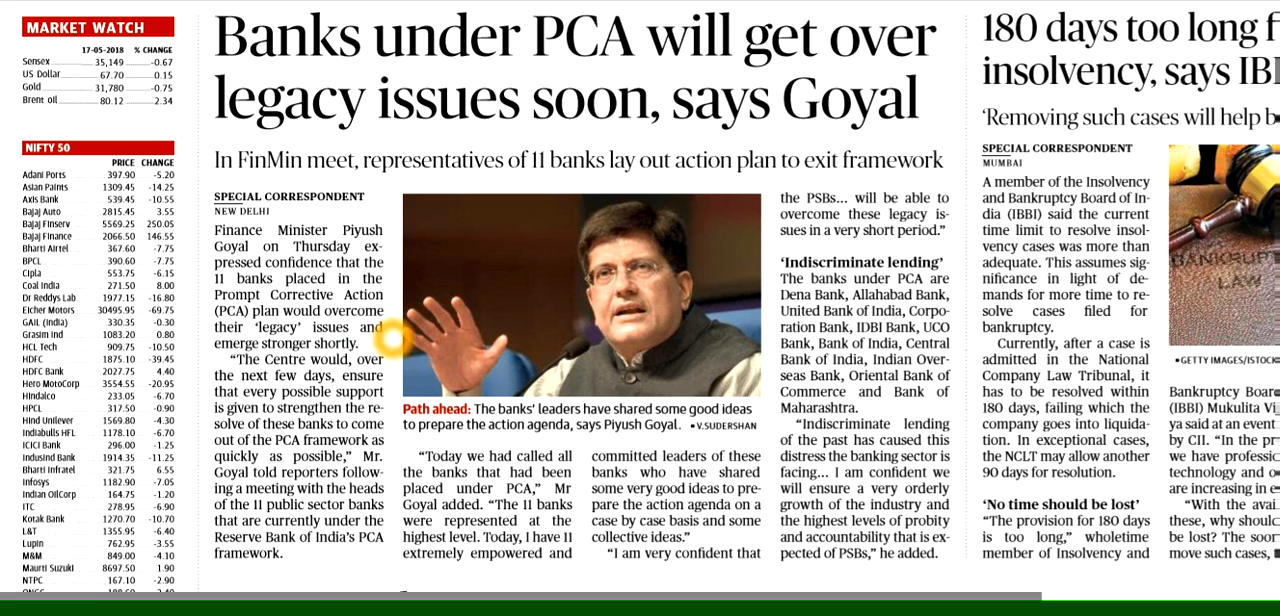 MARKET WATCH
17-05-2018 % CHANGE
Sensex 35,149 -0.67
US Dollar 67.70 0.15
Gold 31,780 -0.75
Brent oil 80.12 2.34
NIFTY 50
PRICE CHANGE
Adani Ports 397.90 -5.20
Asian Paints 1309.45 -14.25
Axis Bank 539.45 -10.55
Bajaj Auto 2815.45 3.55
Bajaj Finserv 5569.25 250.05
Bajaj Finance 2066.50 146.55
Bharti Airtel 367.60 -7.75
BPCL 390.60 -7.75
Cipla 553.75 -6.15
Coal India 271.50 8.00
Dr Reddys Lab 1977.15 -16.80
Eicher Motors 30495.95 -69.75
GAIL (India) 330.35 -0.30
Grasim Ind 1083.20 0.80
HCL Tech 909.75 -10.50
HDFC 1875.10 -39.45
HDFC Bank 2027.75 4.40
Hero MotoCorp 3554.55 -20.95
Hindalco 233.05 -6.70
HPCL 317.50 -0.90
Hind Unilever 1569.80 -4.30
Indiabulls HFL 1178.10 -6.70
ICICI Bank 296.00 -1.25
IndusInd Bank 1914.35 -11.25
Bharti Infratel 321.75 6.55
Infosys 1182.90 -7.05
Indian OilCorp 164.75 -1.20
ITC 278.95 -6.90
Kotak Bank 1270.70 -10.70
L&T 1355.95 -6.40
Lupin 762.95 -3.55
M&M 849.00 -4.10
Maurti Suzuki 8697.50 1.90
NTPC 167.10 -2.90
Banks under PCA will get over
legacy issues soon, says Goyal
In FinMin meet, representatives of 11 banks lay out action plan to exit framework
SPECIAL CORRESPONDENT
NEW DELHI
Finance Minister Piyush
Goyal on Thursday ex-
pressed confidence that the
11 banks placed in the
Prompt Corrective Action
(PCA) plan would overcome
their ‘legacy’ issues and
emerge stronger shortly.
“The Centre would, over
the next few days, ensure
that every possible support
is given to strengthen the re-
solve of these banks to come
out of the PCA framework as
quickly as possible,” Mr.
Goyal told reporters follow-
ing a meeting with the heads
of the 11 public sector banks
that are currently under the
Reserve Bank of India’s PCA
framework.
Path ahead: The banks’ leaders have shared some good ideas
to prepare the action agenda, says Piyush Goyal. ▪V.SUDERSHAN
“Today we had called all
the banks that had been
placed under PCA,” Mr
Goyal added. “The 11 banks
were represented at the
highest level. Today, I have 11
extremely empowered and
committed leaders of these
banks who have shared
some very good ideas to pre-
pare the action agenda on a
case by case basis and some
collective ideas.”
“I am very confident that
the PSBs... will be able to
overcome these legacy is-
sues in a very short period.”
‘Indiscriminate lending’
The banks under PCA are
Dena Bank, Allahabad Bank,
United Bank of India, Corpo-
ration Bank, IDBI Bank, UCO
Bank, Bank of India, Central
Bank of India, Indian Over-
seas Bank, Oriental Bank of
Commerce and Bank of
Maharashtra.
“Indiscriminate lending
of the past has caused this
distress the banking sector is
facing... I am confident we
will ensure a very orderly
growth of the industry and
the highest levels of probity
and accountability that is ex-
pected of PSBs,” he added.
180 days too long f
insolvency, says IBI
‘Removing such cases will help b
SPECIAL CORRESPONDENT
MUMBAI
A member of the Insolvency
and Bankruptcy Board of In-
dia (IBBI) said the current
time limit to resolve insol-
vency cases was more than
adequate. This assumes sig-
nificance in light of de-
mands for more time to re-
solve cases filed for
bankruptcy.
Currently, after a case is
admitted in the National
Company Law Tribunal, it
has to be resolved within
180 days, failing which the
company goes into liquida-
tion. In exceptional cases,
the NCLT may allow another
90 days for resolution.
‘No time should be lost’
“The provision for 180 days
is too long,” wholetime
member of Insolvency and
BANKRUPT
LAW
▪GETTY IMAGES/ISTOCK
Bankruptcy Board
(IBBI) Mukulita Vi
ya said at an event
by CII. “In the pr
we have professi
technology and o
are increasing in e
“With the avai
these, why should
be lost? The soon
move such cases,